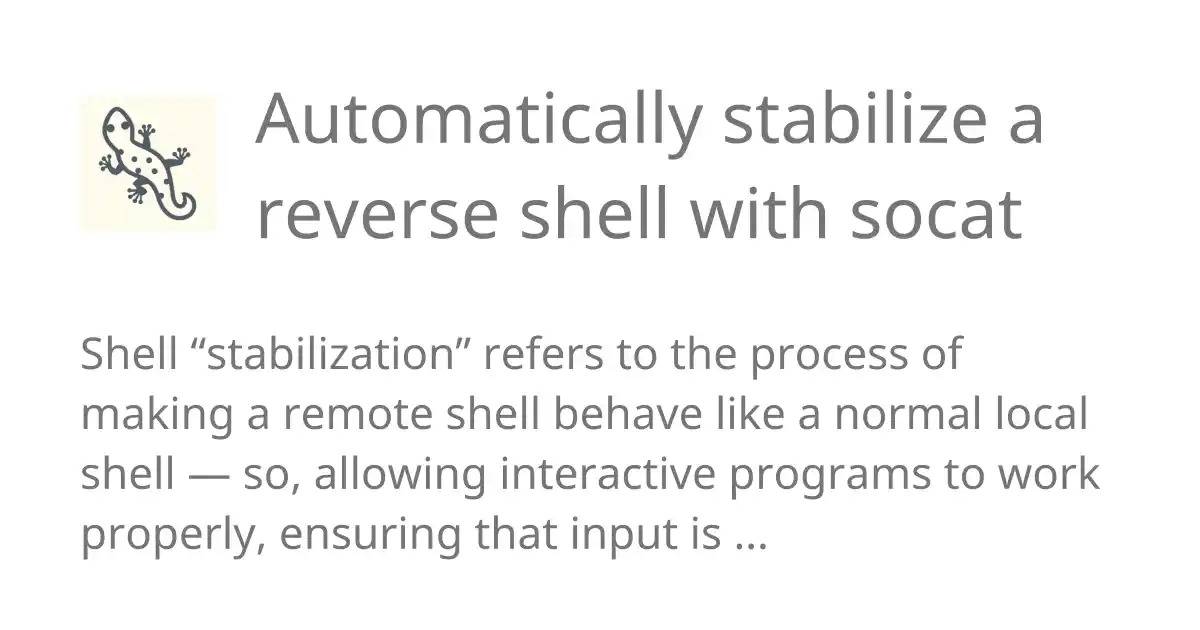 Automatically stabilize a
reverse shell with socat
Shell “stabilization” refers to the process of
making a remote shell behave like a normal local
shell — so, allowing interactive programs to work
properly, ensuring that input is ...